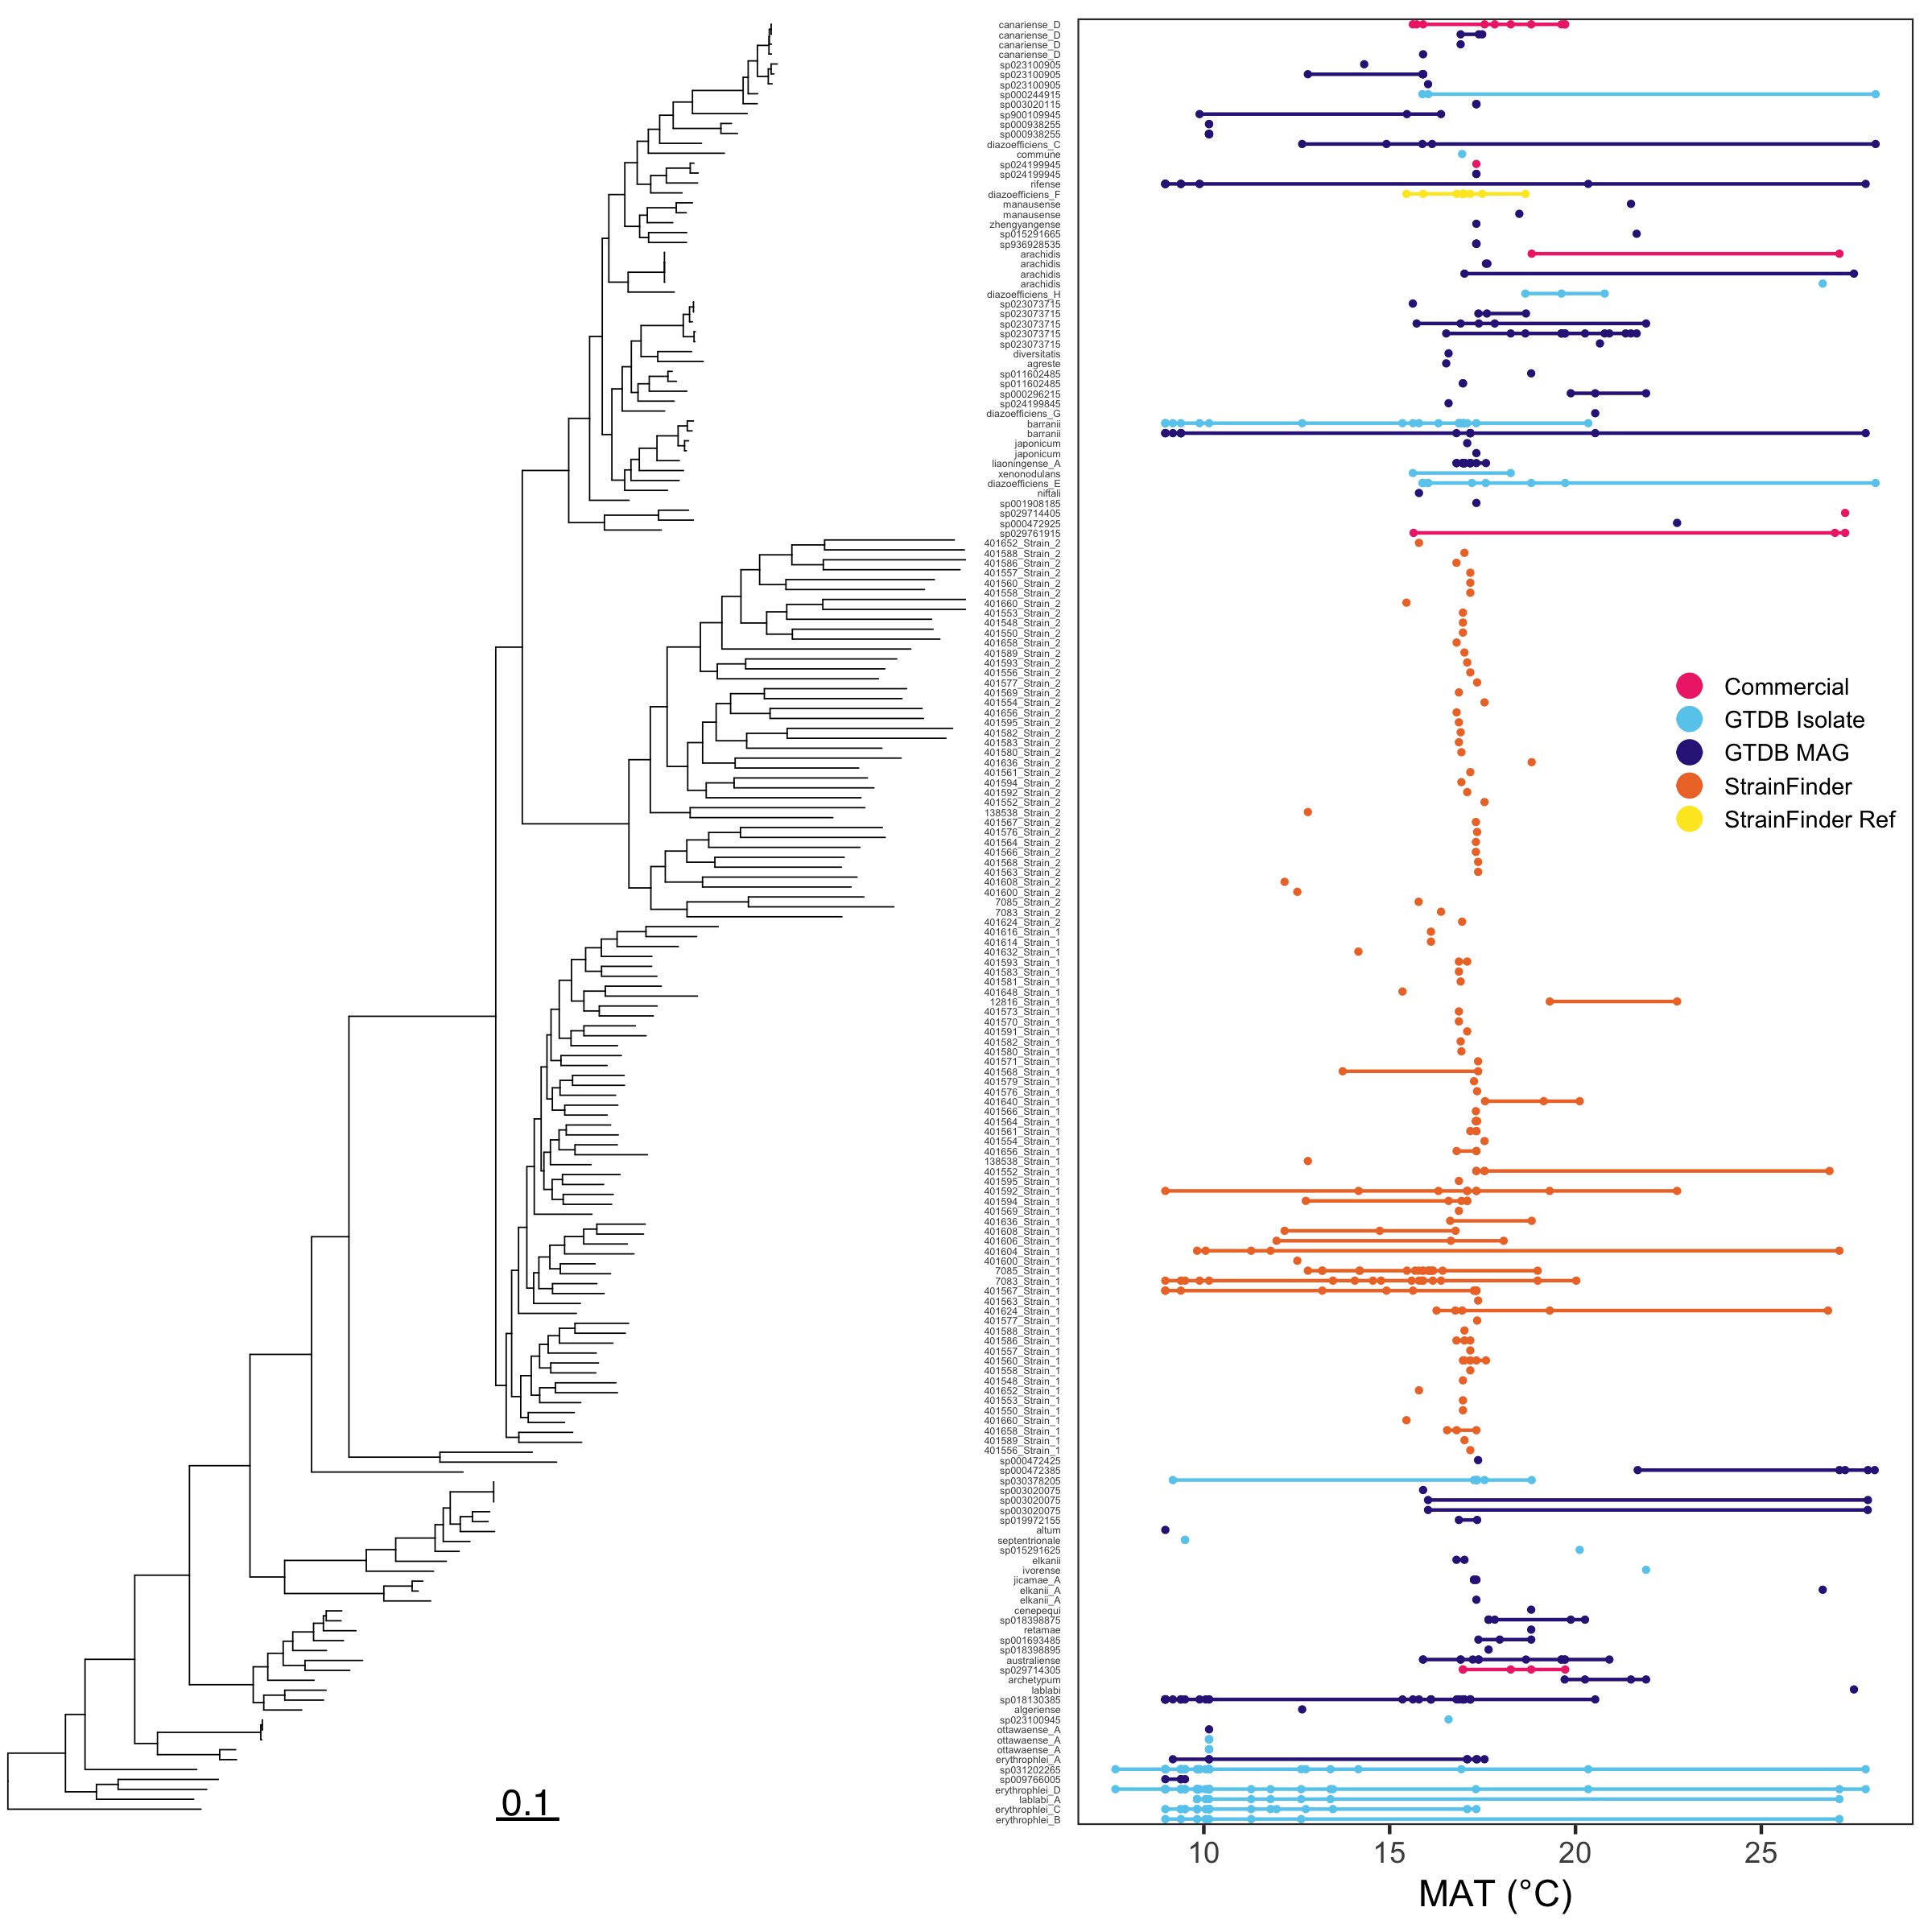 canariense_D
canariense_D
canariense_D
canariense_D
sp023100905
sp023100905
sp023100905
sp000244915
sp003020115
sp900109945
sp000938255
sp000938255
diazoefficiens_C
commune
sp024199945
sp024199945
rifense
diazoefficiens_F
manausense
manausense
zhengyangense
sp015291665
sp936928535
arachidis
arachidis
arachidis
arachidis
diazoefficiens_H
sp023073715
sp023073715
sp023073715
sp023073715
sp023073715
diversitatis
agreste
sp011602485
sp011602485
sp000296215
sp024199845
diazoefficiens_G
barranii
barranii
japonicum
japonicum
liaoningense_A
xenonodulans
diazoefficiens_E
niftali
sp001908185
sp029714405
sp000472925
sp029761915
401652_Strain_2
401588_Strain_2
401586_Strain_2
401557_Strain_2
401560_Strain_2
401558_Strain_2
401660_Strain_2
401553_Strain_2
401548_Strain_2
401550_Strain_2
401658_Strain_2
401589_Strain_2
401593_Strain_2
401556_Strain_2
401577_Strain_2
401569_Strain_2
401554_Strain_2
401656_Strain_2
401595_Strain_2
401582_Strain_2
401583_Strain_2
401580_Strain_2
401636_Strain_2
401561_Strain_2
401594_Strain_2
401592_Strain_2
401552_Strain_2
138538_Strain_2
401567_Strain_2
401576_Strain_2
401564_Strain_2
401566_Strain_2
401568_Strain_2
401563_Strain_2
401608_Strain_2
401600_Strain_2
7085_Strain_2
7083_Strain_2
401624_Strain_2
401616_Strain_1
401614_Strain_1
401632_Strain_1
401593_Strain_1
401583_Strain_1
401581_Strain_1
401648_Strain_1
12816_Strain_1
401573_Strain_1
401570_Strain_1
401591_Strain_1
401582_Strain_1
401580_Strain_1
401571_Strain_1
401568_Strain_1
401579_Strain_1
401576_Strain_1
401640_Strain_1
401566_Strain_1
401564_Strain_1
401561_Strain_1
401554_Strain_1
401656_Strain_1
138538_Strain_1
401552_Strain_1
401595_Strain_1
401592_Strain_1
401594_Strain_1
401569_Strain_1
401636_Strain_1
401608_Strain_1
401606_Strain_1
401604_Strain_1
401600_Strain_1
7085_Strain_1
7083_Strain_1
401567_Strain_1
401563_Strain_1
401624_Strain_1
401577_Strain_1
401588_Strain_1
401586_Strain_1
401557_Strain_1
401560_Strain_1
401558_Strain_1
401548_Strain_1
401652_Strain_1
401553_Strain_1
401550_Strain_1
401660_Strain_1
401658_Strain_1
401589_Strain_1
401556_Strain_1
sp000472425
sp000472385
sp030378205
sp003020075
sp003020075
sp003020075
sp019972155
altum
septentrionale
sp015291625
elkanii
ivorense
jicamae_A
elkanii_A
elkanii_A
cenepequi
sp018398875
retamae
sp001693485
sp018398895
australiense
sp029714305
archetypum
lablabi
sp018130385
algeriense
sp023100945
ottawaense_A
ottawaense_A
ottawaense_A
erythrophlei_A
sp031202265
sp009766005
erythrophlei_D
lablabi_A
erythrophlei_C
erythrophlei_B
Commercial
GTDB Isolate
GTDB MAG
StrainFinder
StrainFinder Ref
0.1
10 15 20 25
MAT (°C)